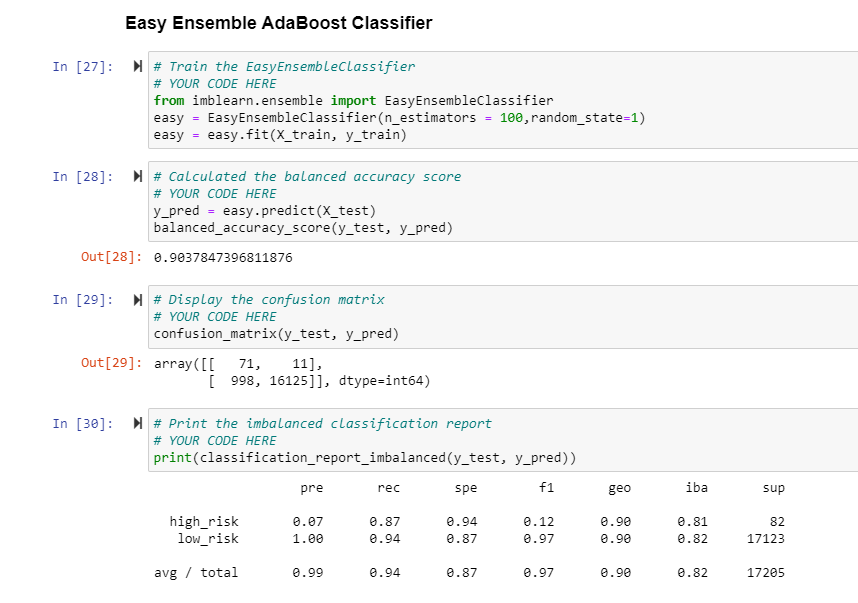 Easy Ensemble AdaBoost Classifier
In [27]: # Train the EasyEnsembleClassifier
# YOUR CODE HERE
from imblearn.ensemble import EasyEnsembleClassifier
easy = EasyEnsembleClassifier(n_estimators = 100,random_state=1)
easy = easy.fit(X_train, y_train)
In [28]: # Calculated the balanced accuracy score
# YOUR CODE HERE
y_pred = easy.predict(X_test)
balanced_accuracy_score(y_test, y_pred)
Out[28]: 0.9037847396811876
In [29]: # Display the confusion matrix
# YOUR CODE HERE
confusion_matrix(y_test, y_pred)
Out[29]: array([[   71,    11],
[  998, 16125]], dtype=int64)
In [30]: # Print the imbalanced classification report
# YOUR CODE HERE
print(classification_report_imbalanced(y_test, y_pred))
pre rec spe f1 geo iba sup
high_risk 0.07 0.87 0.94 0.12 0.90 0.81 82
low_risk 1.00 0.94 0.87 0.97 0.90 0.82 17123
avg / total 0.99 0.94 0.87 0.97 0.90 0.82 17205